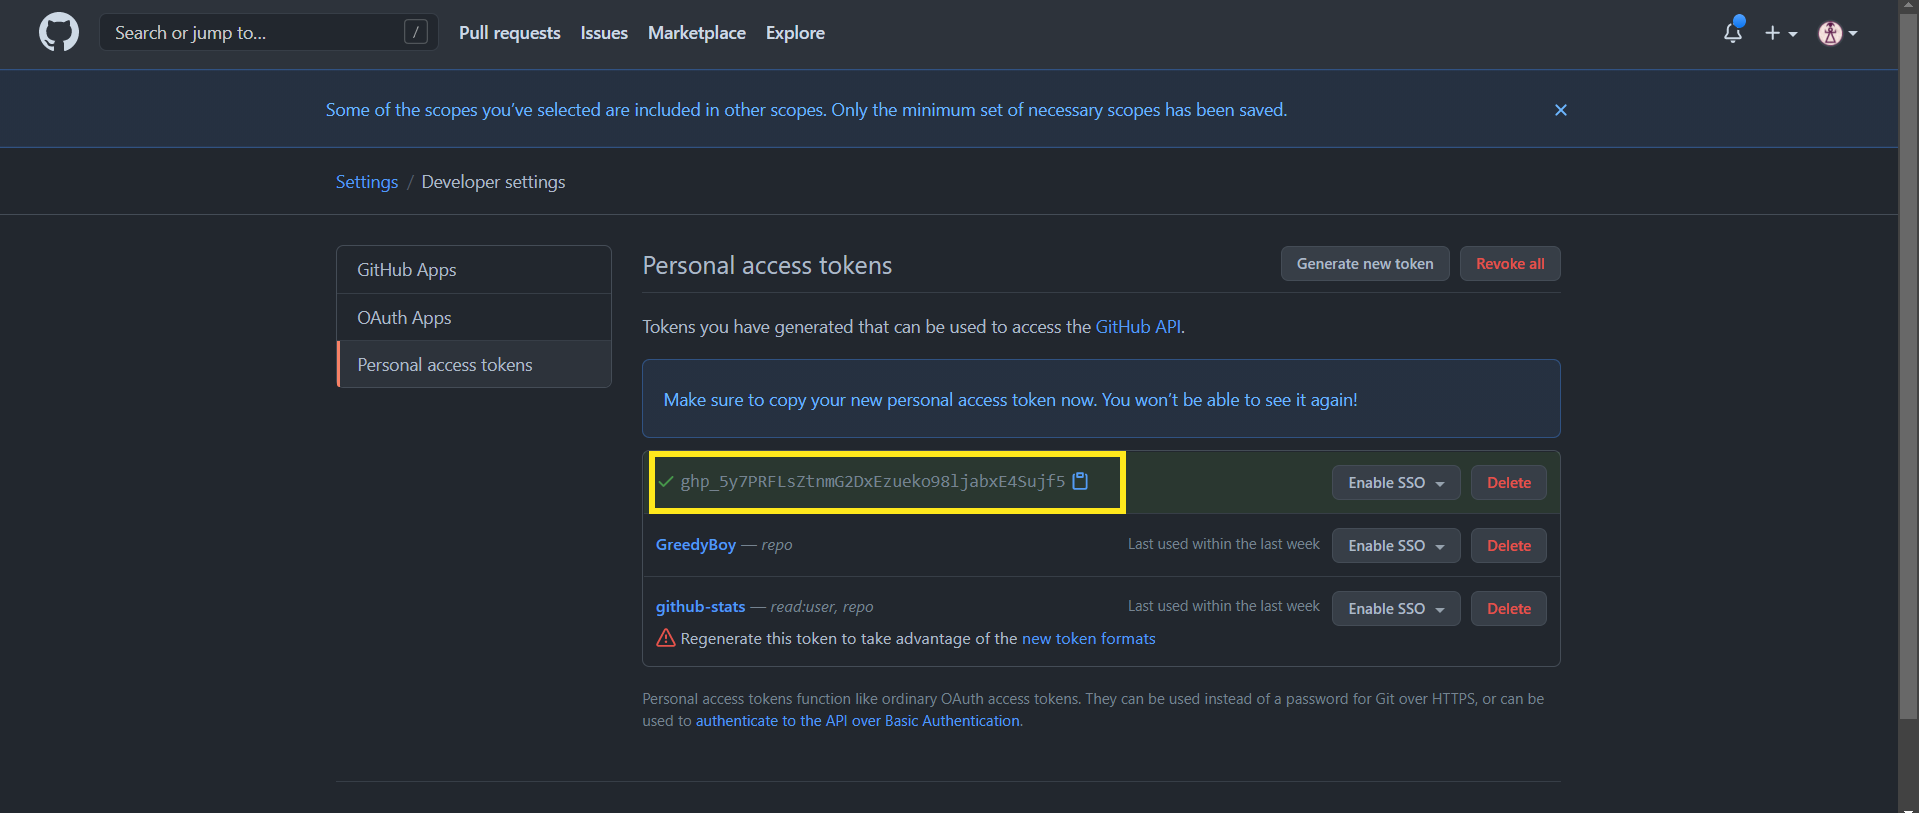 Search or jump to...
/
Pull requests Issues Marketplace Explore
Some of the scopes you've selected are included in other scopes. Only the minimum set of necessary scopes has been saved.
Settings / Developer settings
GitHub Apps
OAuth Apps
Personal access tokens
Personal access tokens
Generate new token
Revoke all
Tokens you have generated that can be used to access the GitHub API.
Make sure to copy your new personal access token now. You won't be able to see it again!
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
Enable SSO
Delete
GreedyBoy — repo
Last used within the last week
Enable SSO
Delete
github-stats — read:user, repo
Last used within the last week
Enable SSO
Delete
Regenerate this token to take advantage of the new token formats
Personal access tokens function like ordinary OAuth access tokens. They can be used instead of a password for Git over HTTPS, or can be
used to authenticate to the API over Basic Authentication.